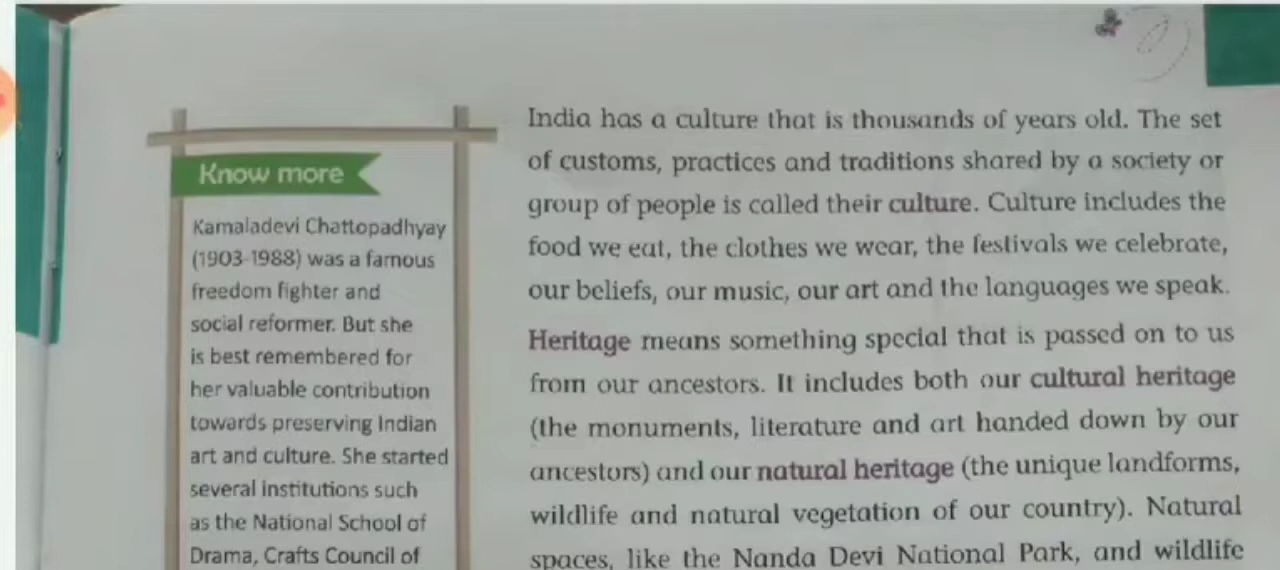 Know more
Kamaladevi Chattopadhyay
(1903-1988) was a famous
freedom fighter and
social reformer. But she
is best remembered for
her valuable contribution
towards preserving Indian
art and culture. She started
several institutions such
as the National School of
Drama, Crafts Council of
India has a culture that is thousands of years old. The set
of customs, practices and traditions shared by a society or
group of people is called their culture. Culture includes the
food we eat, the clothes we wear, the festivals we celebrate,
our beliefs, our music, our art and the languages we speak.
Heritage means something special that is passed on to us
from our ancestors. It includes both our cultural heritage
(the monuments, literature and art handed down by our
ancestors) and our natural heritage (the unique landforms,
wildlife and natural vegetation of our country). Natural
spaces, like the Nanda Devi National Park, and wildlife